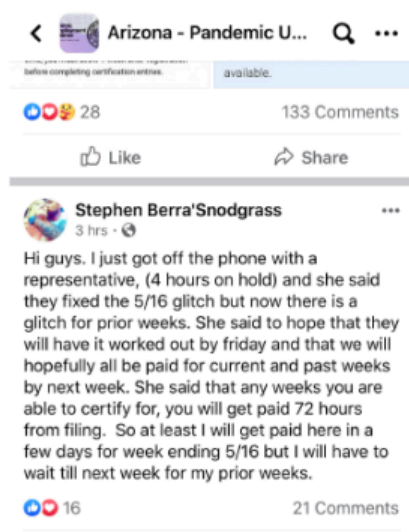 Arizona - Pandemic U...
before completing certification entries.
available.
28
133 Comments
Like
Share
Stephen Berra'Snodgrass
3 hrs ·
Hi guys. I just got off the phone with a
representative, (4 hours on hold) and she said
they fixed the 5/16 glitch but now there is a
glitch for prior weeks. She said to hope that they
will have it worked out by friday and that we will
hopefully all be paid for current and past weeks
by next week. She said that any weeks you are
able to certify for, you will get paid 72 hours
from filing. So at least I will get paid here in a
few days for week ending 5/16 but I will have to
wait till next week for my prior weeks.
16
21 Comments